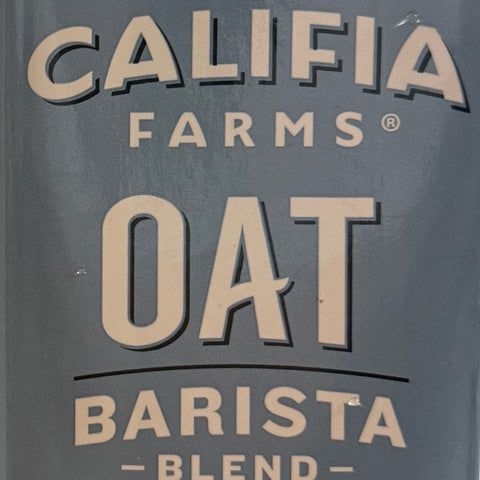 CALIFIA
FARMS®
OAT
BARISTA
–BLEND–